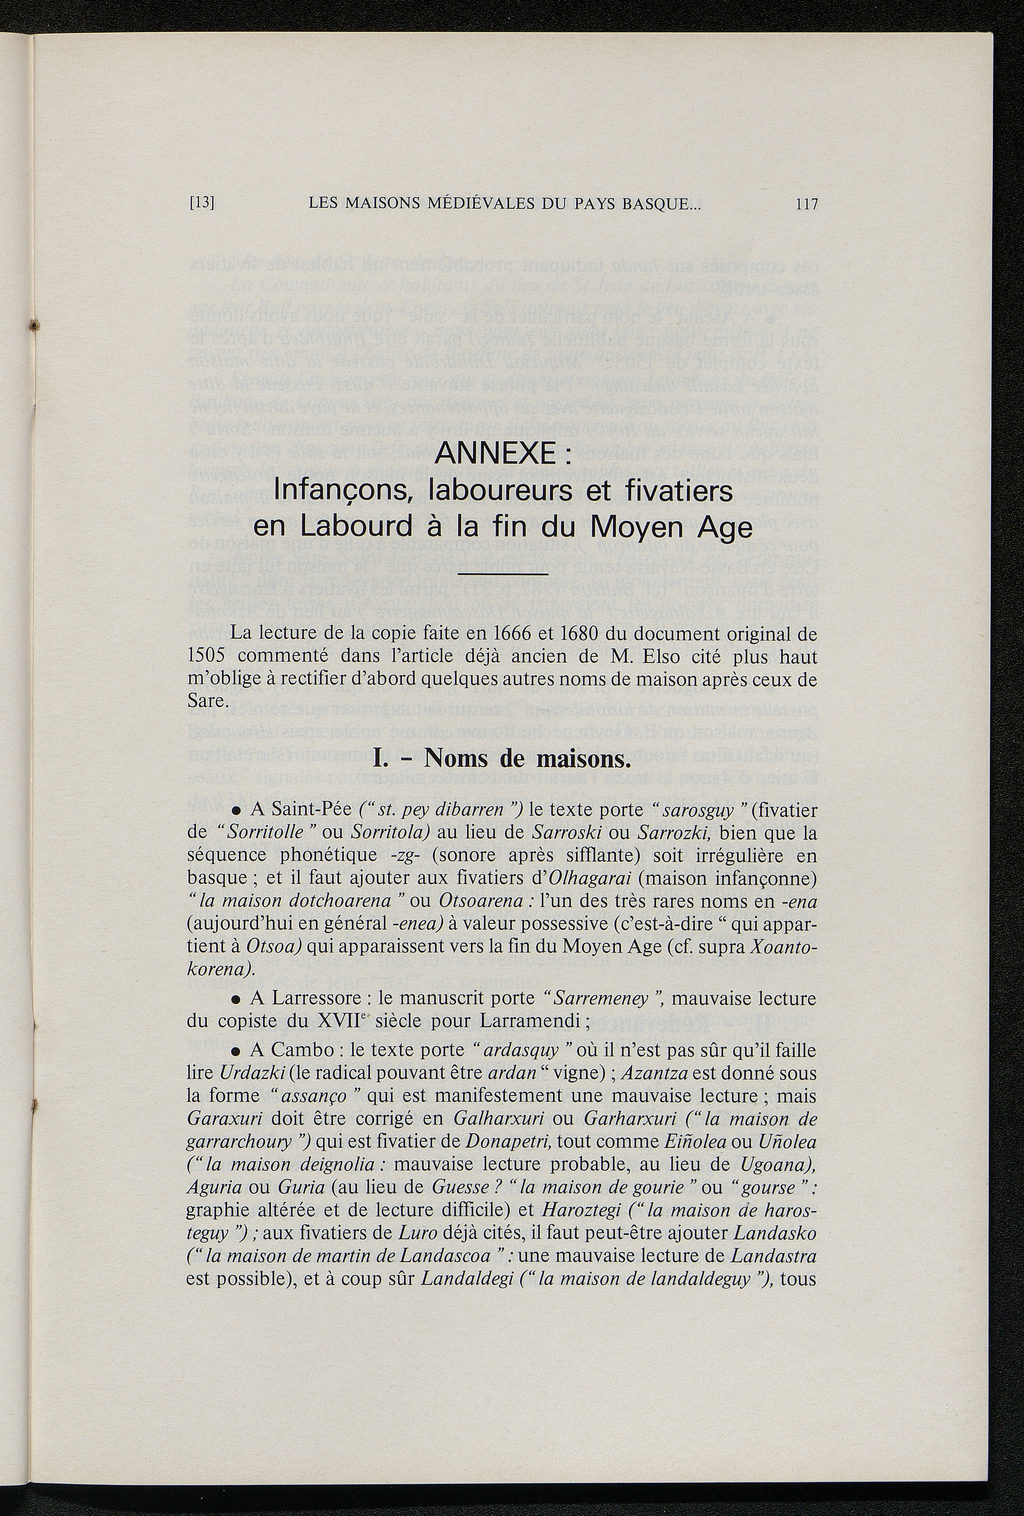 [13] LES MAISONS MÉDIÉVALES DU PAYS BASQUE... 117
ANNEXE :
Infançons, laboureurs et fivatiers
en Labourd à la fin du Moyen Age
La lecture de la copie faite en 1666 et 1680 du document original de
1505 commenté dans l'article déjà ancien de M. Elso cité plus haut
m'oblige à rectifier d'abord quelques autres noms de maison après ceux de
Sare.
I. - Noms de maisons.
• A Saint-Pée (“st. pey dibarren ”) le texte porte “sarosguy ” (fivatier
de “Sorritolle ” ou Sorritola) au lieu de Sarroski ou Sarrozki, bien que la
séquence phonétique -zg- (sonore après sifflante) soit irrégulière en
basque ; et il faut ajouter aux fivatiers d'Olhagarai (maison infançonne)
“la maison dotchoarena ” ou Otsoarena : l'un des très rares noms en -ena
(aujourd'hui en général -enea) à valeur possessive (c'est-à-dire “ qui appar-
tient à Otsoa) qui apparaissent vers la fin du Moyen Age (cf. supra Xoanto-
korena).
• A Larressore : le manuscrit porte “Sarremeney ”, mauvaise lecture
du copiste du XVIIe siècle pour Larramendi ;
• A Cambo : le texte porte “ardasquy ” où il n'est pas sûr qu'il faille
lire Urdazki (le radical pouvant être ardan “ vigne) ; Azantza est donné sous
la forme “assanço ” qui est manifestement une mauvaise lecture ; mais
Garaxuri doit être corrigé en Galharxuri ou Garharxuri (“la maison de
garrarchoury ”) qui est fivatier de Donapetri, tout comme Eiñolea ou Uñolea
(“la maison deignolia : mauvaise lecture probable, au lieu de Ugoana),
Aguria ou Guria (au lieu de Guesse ? “la maison de gourie ” ou “gourse ” :
graphie altérée et de lecture difficile) et Haroztegi (“la maison de haros-
teguy ”) ; aux fivatiers de Luro déjà cités, il faut peut-être ajouter Landasko
(“la maison de martin de Landascoa ” : une mauvaise lecture de Landastra
est possible), et à coup sûr Landaldegi (“la maison de landaldeguy ”), tous